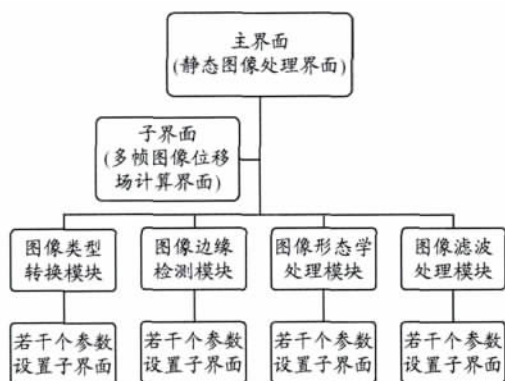 主界面
(静态图像处理界面)
子界面
(多帧图像位移
场计算界面)
图像类型
转换模块
图像边缘
检测模块
图像形态学
处理模块
图像滤波
处理模块
若干个参数
设置子界面
若干个参数
设置子界面
若干个参数
设置子界面
若干个参数
设置子界面